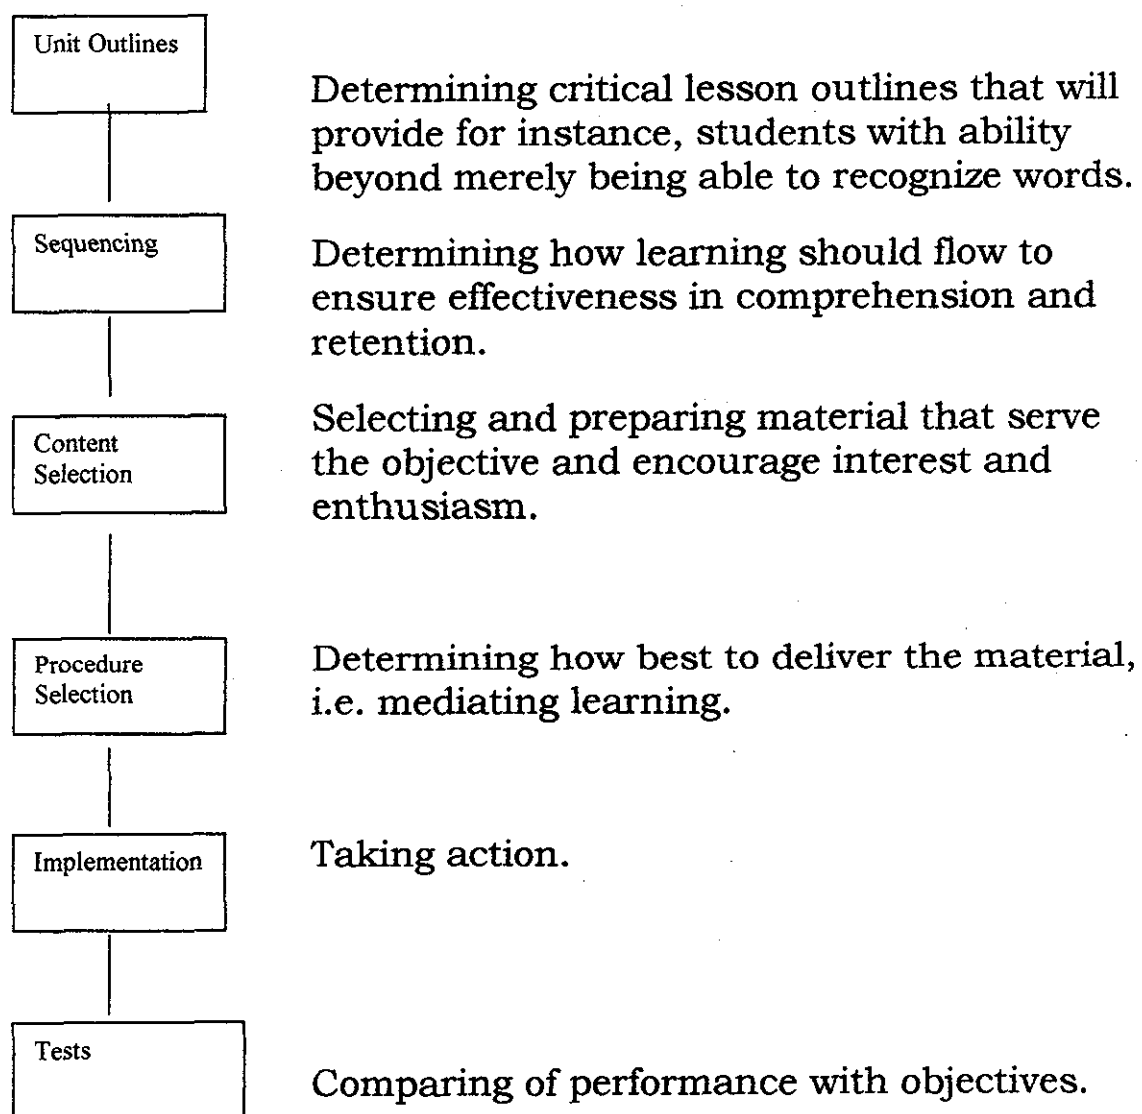 Unit Outlines
Determining critical lesson outlines that will
provide for instance, students with ability
beyond merely being able to recognize words.
Sequencing
Determining how learning should flow to
ensure effectiveness in comprehension and
retention.
Content
Selection
Selecting and preparing material that serve
the objective and encourage interest and
enthusiasm.
Procedure
Selection
Determining how best to deliver the material,
i.e. mediating learning.
Implementation
Taking action.
Tests
Comparing of performance with objectives.